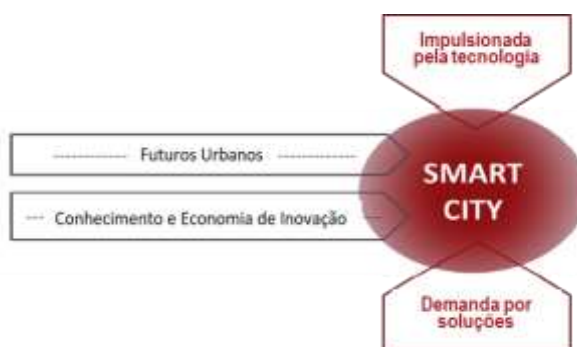 Impulsionada
pela tecnologia
---------------- Futuros Urbanos ----------------
--- Conhecimento e Economia de Inovação ---
SMART
CITY
Demanda por
soluções